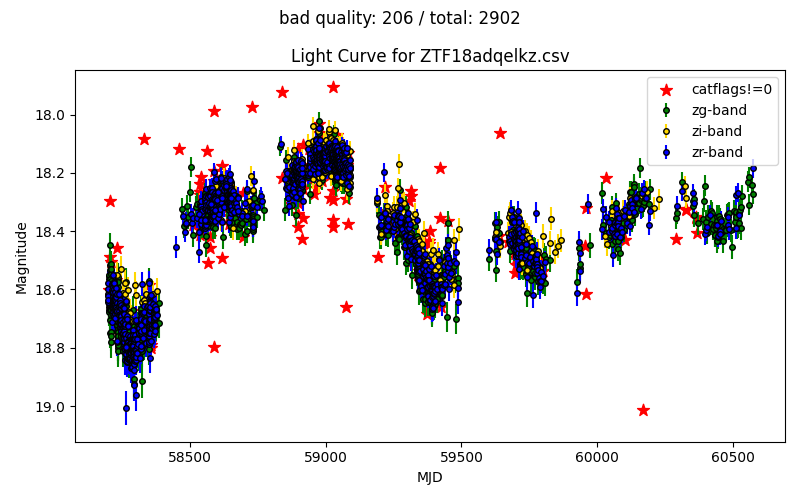 bad quality: 206 / total: 2902
Light Curve for ZTF18adqelkz.csv
catflags!=0
zg-band
zi-band
zr-band
Magnitude
18.0
18.2
18.4
18.6
18.8
19.0
58500
59000
59500
60000
60500
MJD